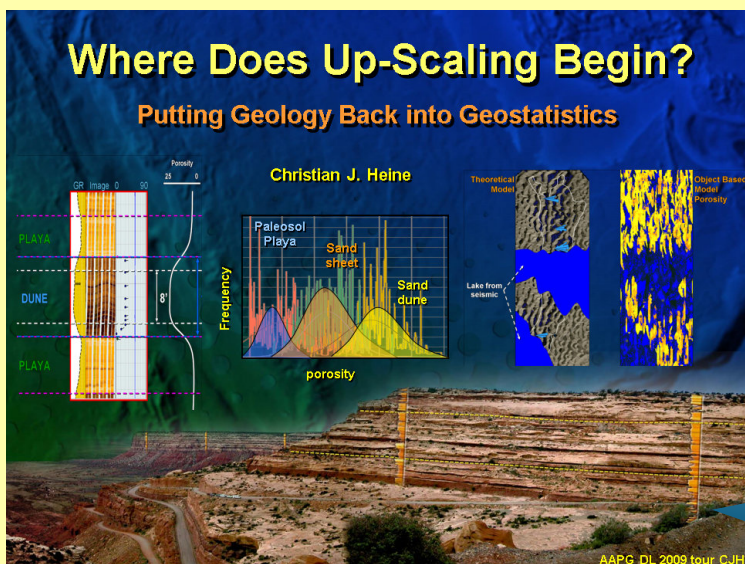 Where Does Up-Scaling Begin?
Putting Geology Back into Geostatistics
Christian J. Heine
Porosity
GR Image 0 90 25 0
PLAYA
DUNE
8'
PLAYA
Frequency
Paleosol
Playa
Sand
sheet
Sand
dune
porosity
Theoretical
Model
Object Based
Model
Porosity
Lake from
seismic
AAPG DL 2009 tour CJH